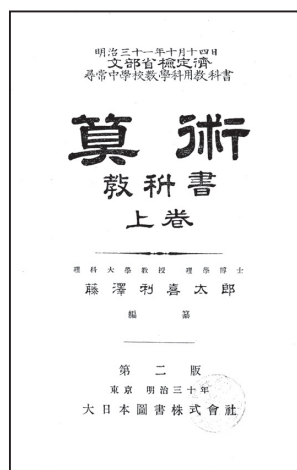 明治三十一年十月十四日
文部省檢定濟
尋常中學校數學科用教科書
算術
教科書
上卷
理科大學教授 理學博士
藤澤利喜太郎
編 纂
第二版
東京 明治三十年
大日本圖書株式會社